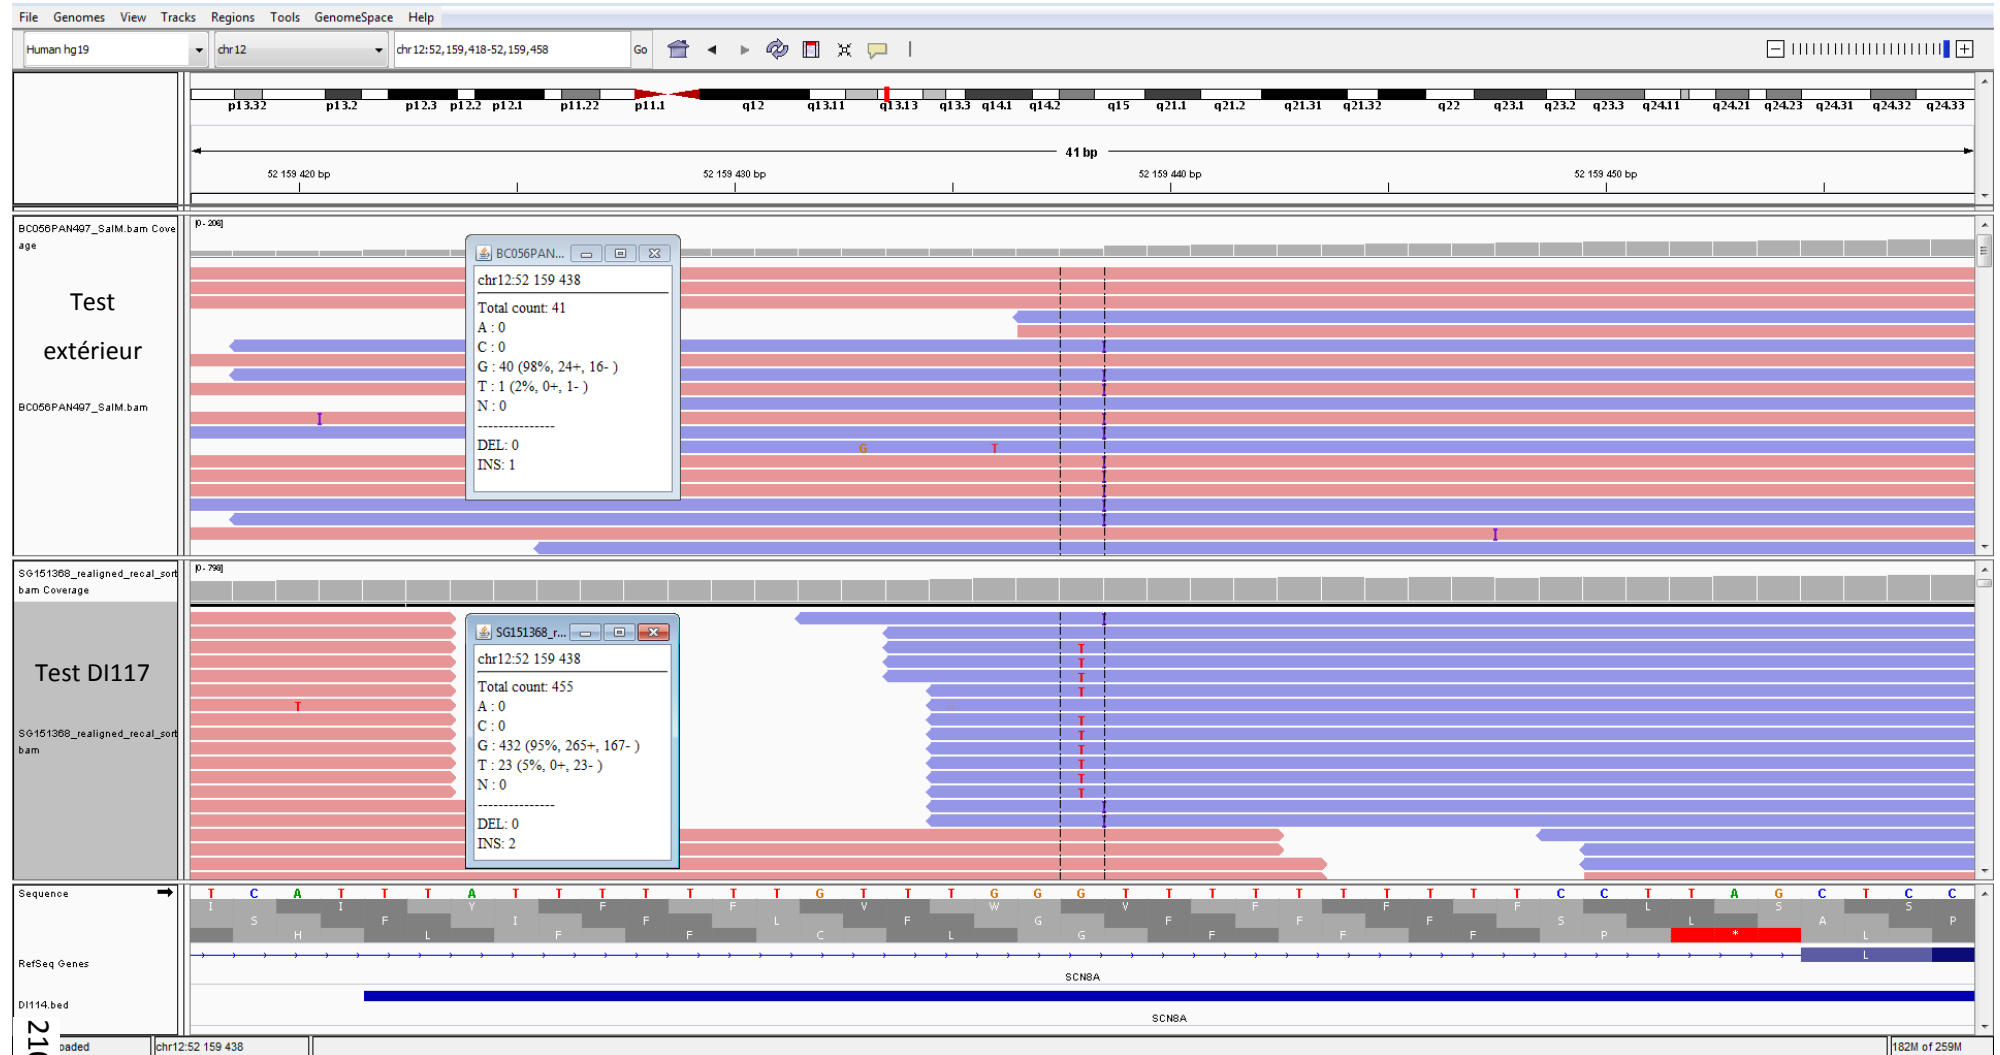 File Genomes View Tracks Regions Tools GenomeSpace Help
Human hg19 chr12 chr12:52,159,418-52,159,458 Go
p13.32 p13.2 p12.3 p12.2 p12.1 p11.22 p11.1 q12 q13.11 q13.13 q13.3 q14.1 q14.2 q15 q21.1 q21.2 q21.31 q21.32 q22 q23.1 q23.2 q23.3 q24.11 q24.21 q24.23 q24.31 q24.32 q24.33
41 bp
52 159 420 bp 52 159 430 bp 52 159 440 bp 52 159 450 bp
BC056PAN497_SalM.bam Cove
age
[0 - 206]
Test
extérieur
BC056PAN497_SalM.bam
BC056PAN...
chr12:52 159 438
Total count: 41
A : 0
C : 0
G : 40 (98%, 24+, 16- )
T : 1 (2%, 0+, 1- )
N : 0
---------------
DEL: 0
INS: 1
G T
SG151368_realigned_recal_sort
bam Coverage
[0 - 798]
Test DI117
SG151368_realigned_recal_sort
bam
SG151368_r...
chr12:52 159 438
Total count: 455
A : 0
C : 0
G : 432 (95%, 265+, 167- )
T : 23 (5%, 0+, 23- )
N : 0
---------------
DEL: 0
INS: 2
T
T
T
T
T
T
T
T
T
T
T
Sequence T C A T T T A T T T T T T T G T T T G G G T T T T T T T T T T C C T T A G C T C C
I I Y F F V W V F F F L S S
S F I F L F G F F F S L A P
H L F F C L G F F F P * L
RefSeq Genes
L
SCN8A
DI114.bed
SCN8A
210
oaded chr12:52 159 438 182M of 259M